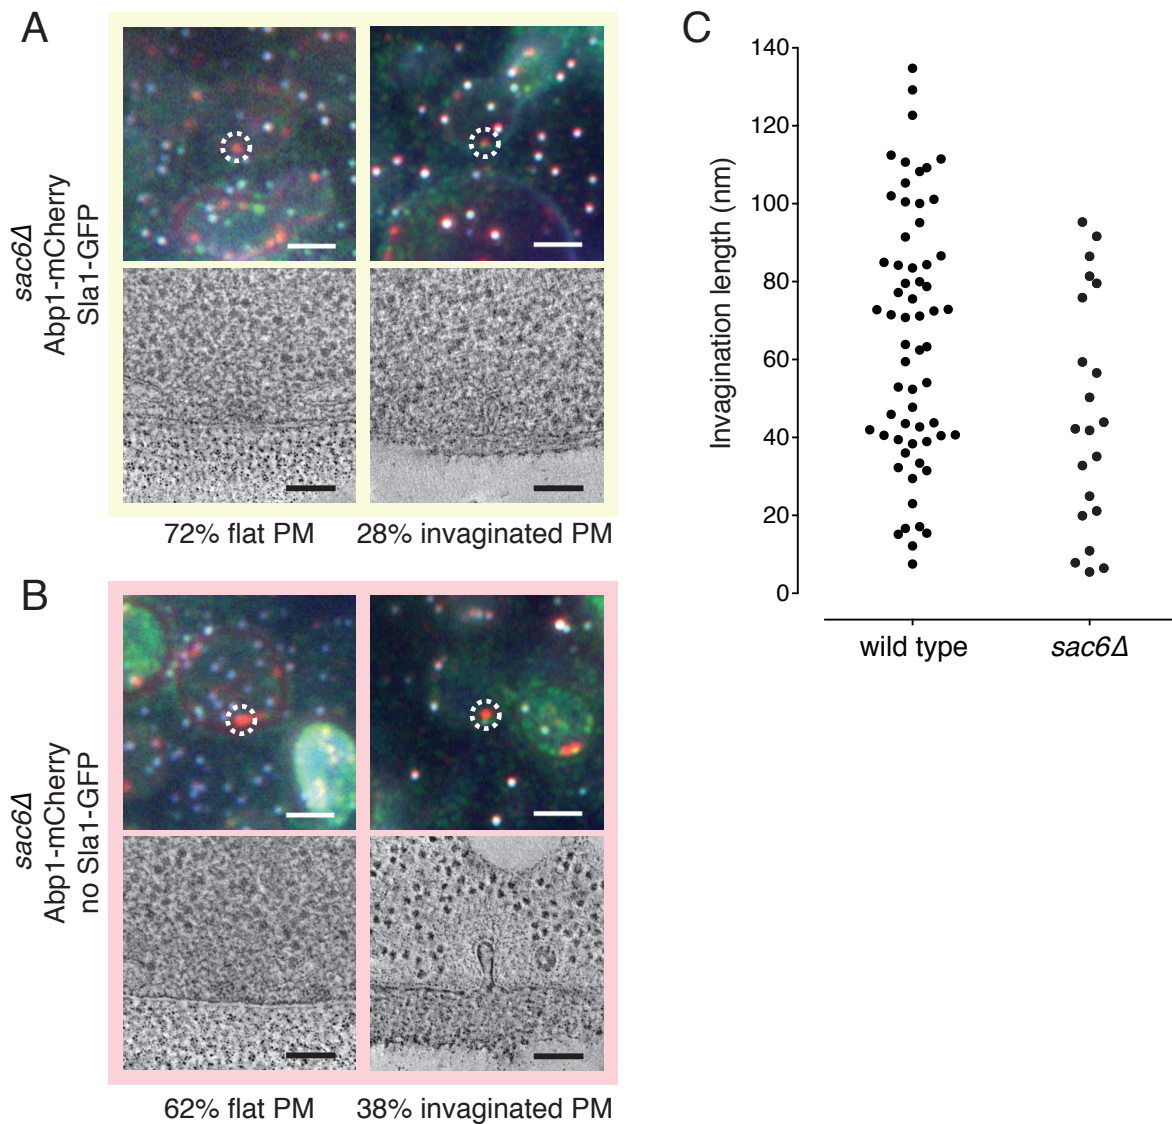 A
sac6Δ
Abp1-mCherry
Sla1-GFP
72% flat PM
28% invaginated PM
B
sac6Δ
Abp1-mCherry
no Sla1-GFP
62% flat PM
38% invaginated PM
C
Invagination length (nm)
140
120
100
80
60
40
20
0
wild type
sac6Δ